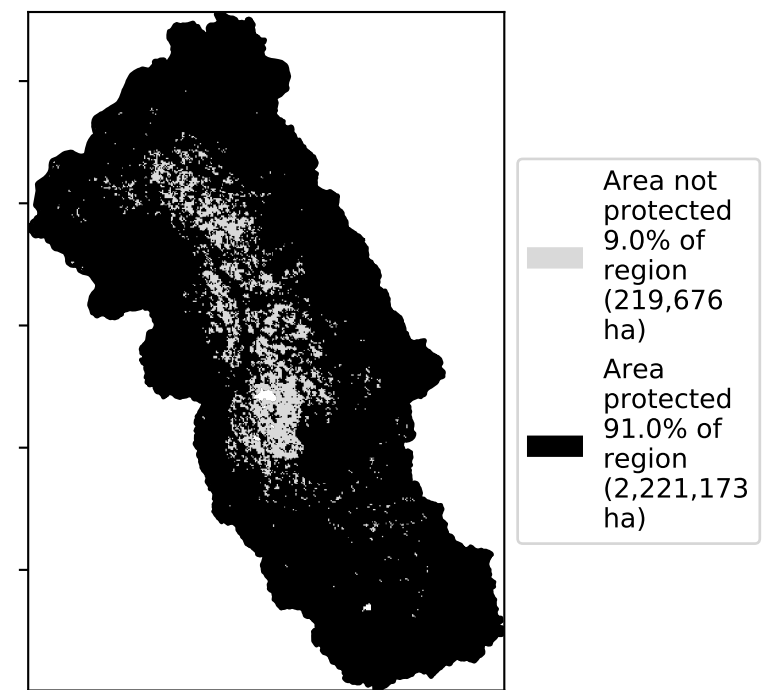 Area not
protected
9.0% of
region
(219,676
ha)
Area
protected
91.0% of
region
(2,221,173
ha)